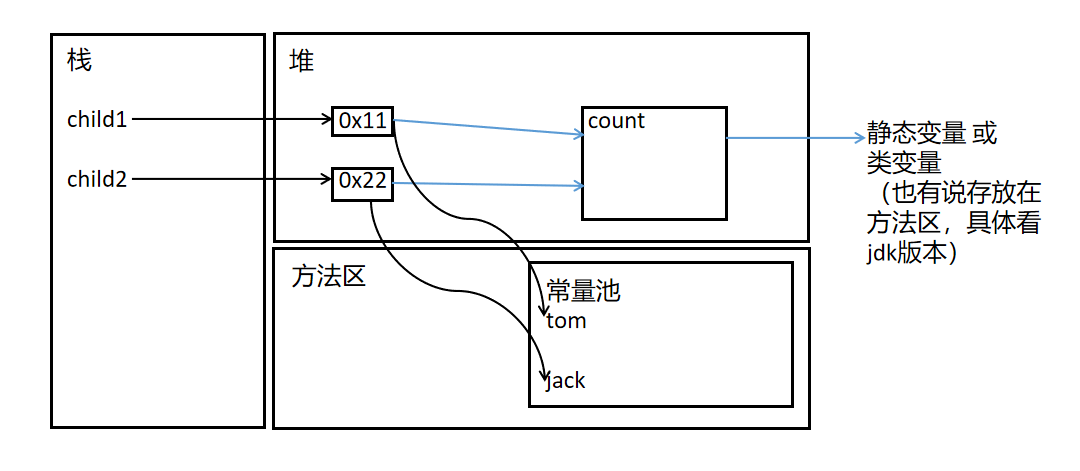 栈
child1
child2
堆
0x11
0x22
count
静态变量 或
类变量
（也有说存放在
方法区，具体看
jdk版本）
方法区
常量池
tom
jack